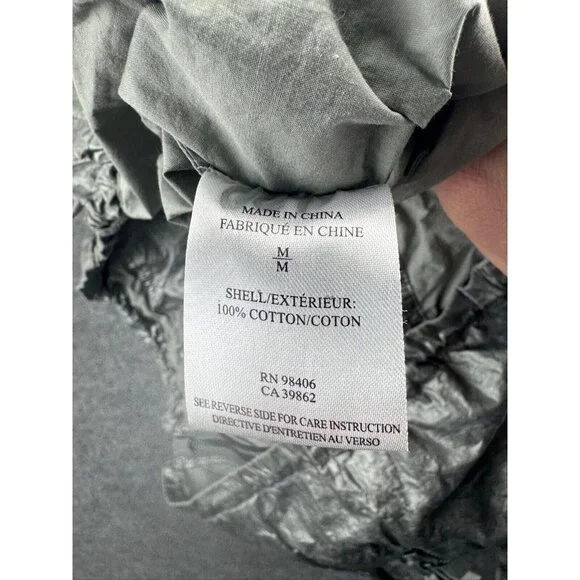 MADE IN CHINA
FABRIQUÉ EN CHINE
M
M
SHELL/EXTÉRIEUR:
100% COTTON/COTON
RN 98406
CA 39862
SEE REVERSE SIDE FOR CARE INSTRUCTION
DIRECTIVE D'ENTRETIEN AU VERSO